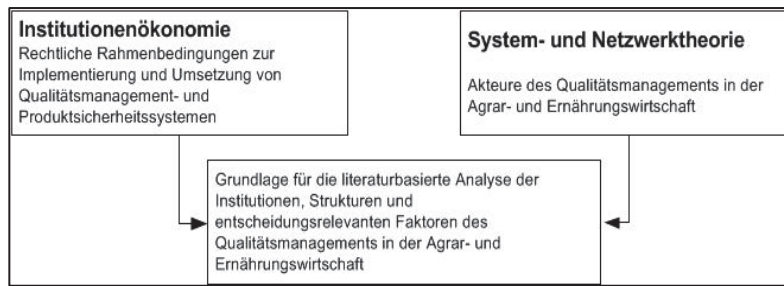 Institutionenökonomie
Rechtliche Rahmenbedingungen zur
Implementierung und Umsetzung von
Qualitätsmanagement- und
Produktsicherheitssystemen
System- und Netzwerktheorie
Akteure des Qualitätsmanagements in der
Agrar- und Ernährungswirtschaft
Grundlage für die literaturbasierte Analyse der
Institutionen, Strukturen und
entscheidungsrelevanten Faktoren des
Qualitätsmanagements in der Agrar- und
Ernährungswirtschaft